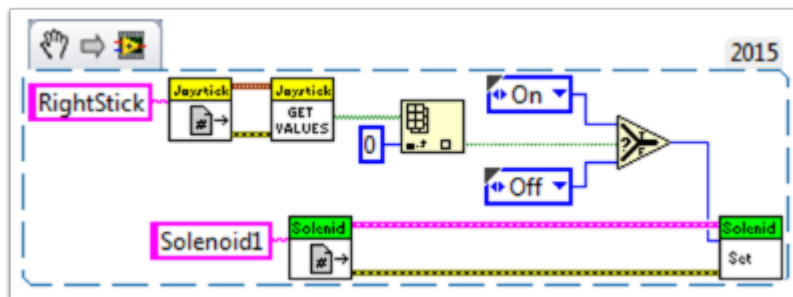 2015
RightStick
Joystick
#
Joystick
GET
VALUES
0
On
Off
?
T
F
Solenoid1
Solenid
#
Solenid
Set